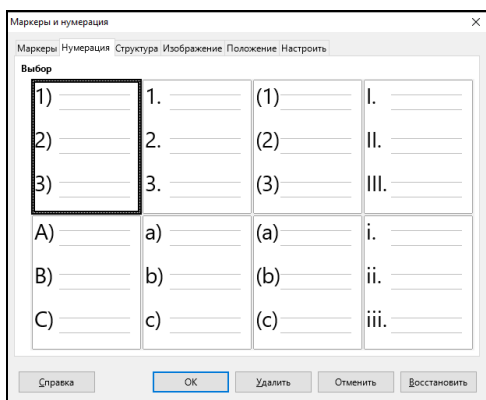 Маркеры и нумерация
Маркеры Нумерация Структура Изображение Положение Настроить
Выбор
1) 1. (1) I.
2) 2. (2) II.
3) 3. (3) III.
A) a) (a) i.
B) b) (b) ii.
C) c) (c) iii.
Справка ОК Удалить Отменить Восстановить